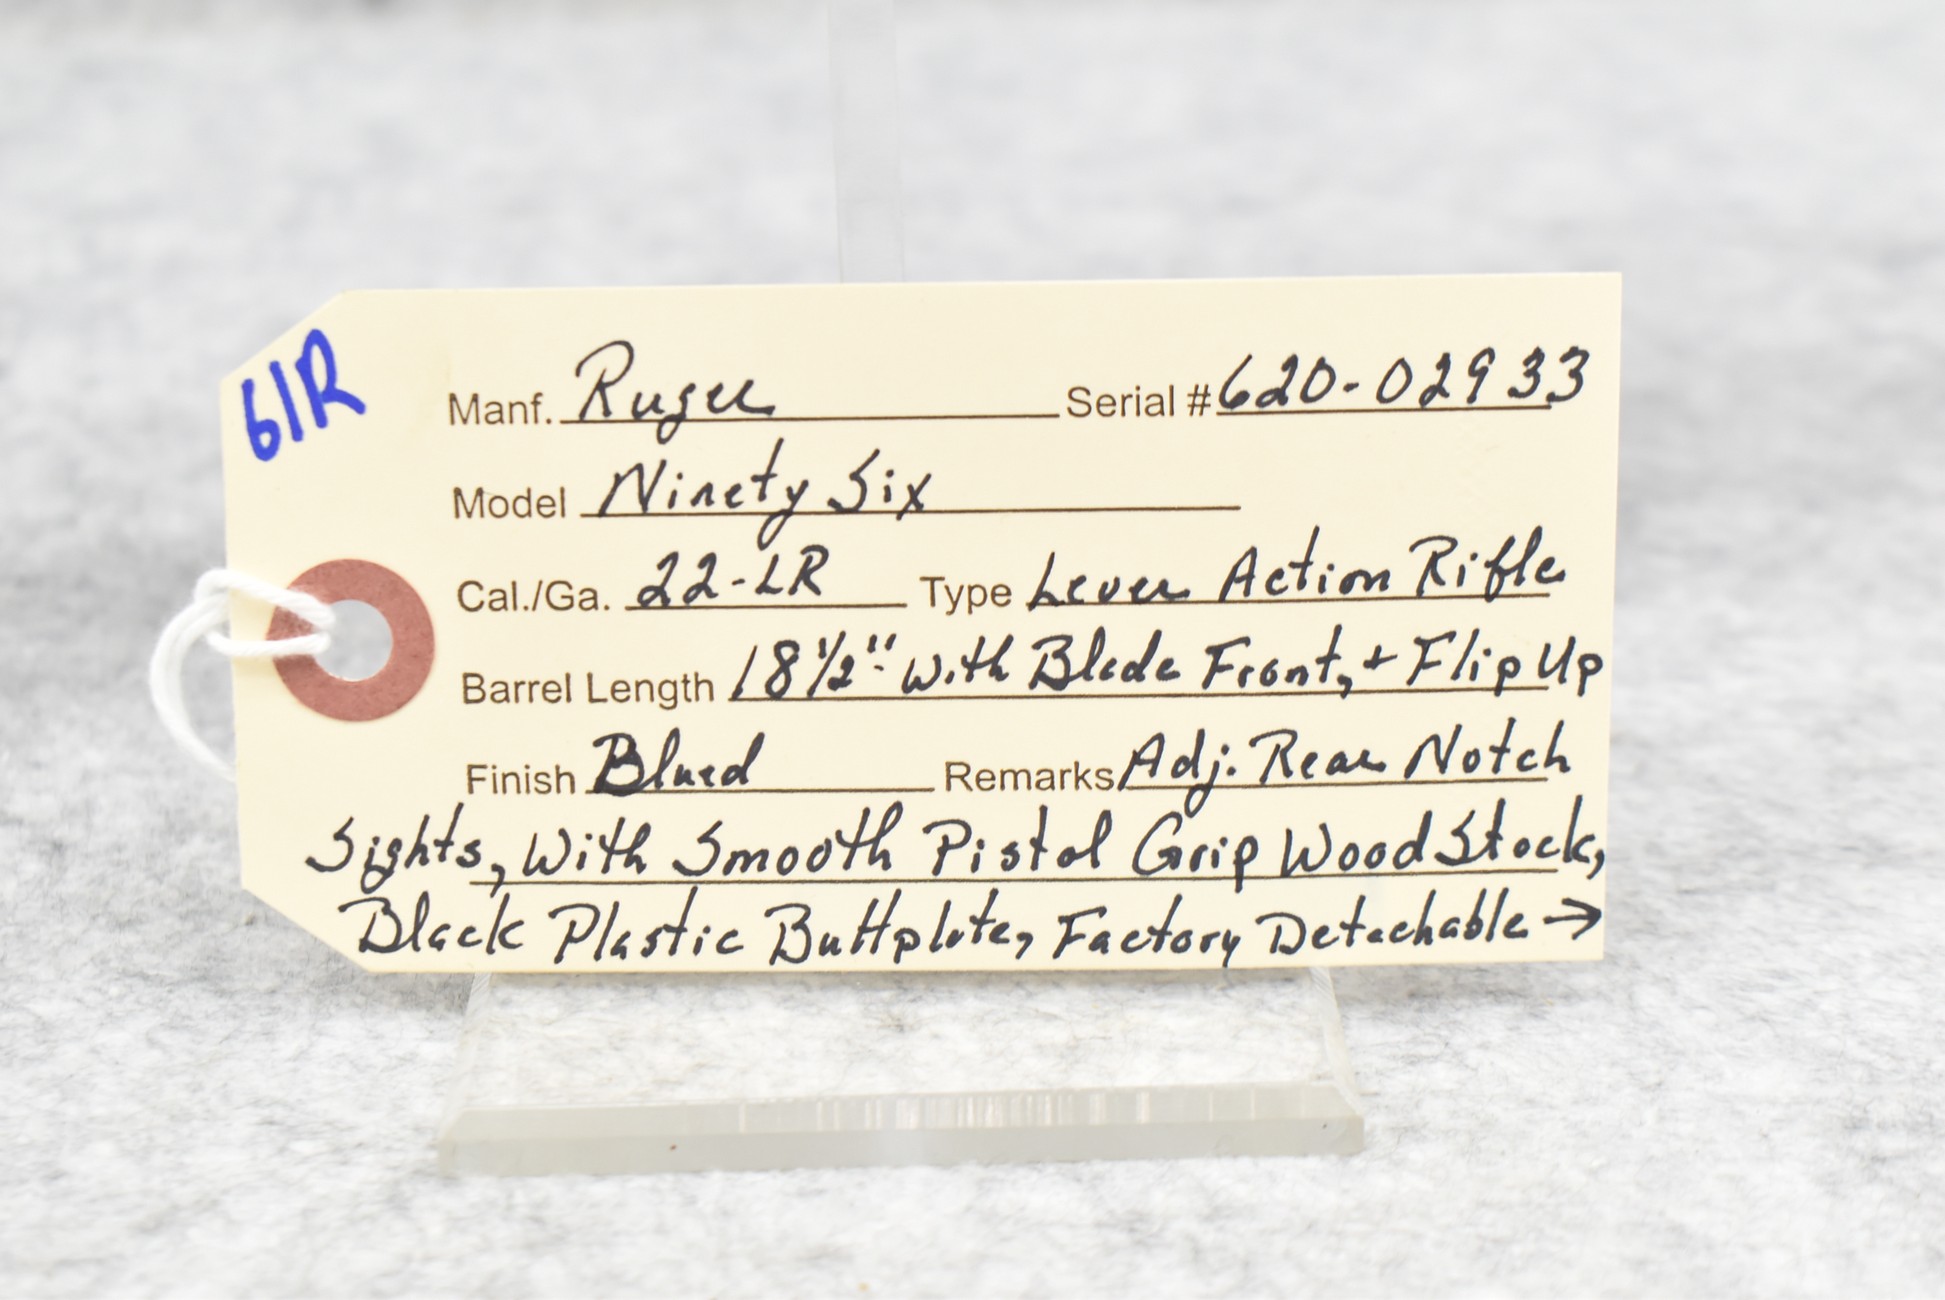 61R
Manf. Ruger Serial # 620-02933
Model Ninety Six
Cal./Ga. 22-LR Type Lever Action Rifle
Barrel Length 18 1/2" With Blade Front, + Flip Up
Finish Blued Remarks Adj. Rear Notch
Sights, With Smooth Pistol Grip Wood Stock,
Black Plastic Buttplate, Factory Detachable →